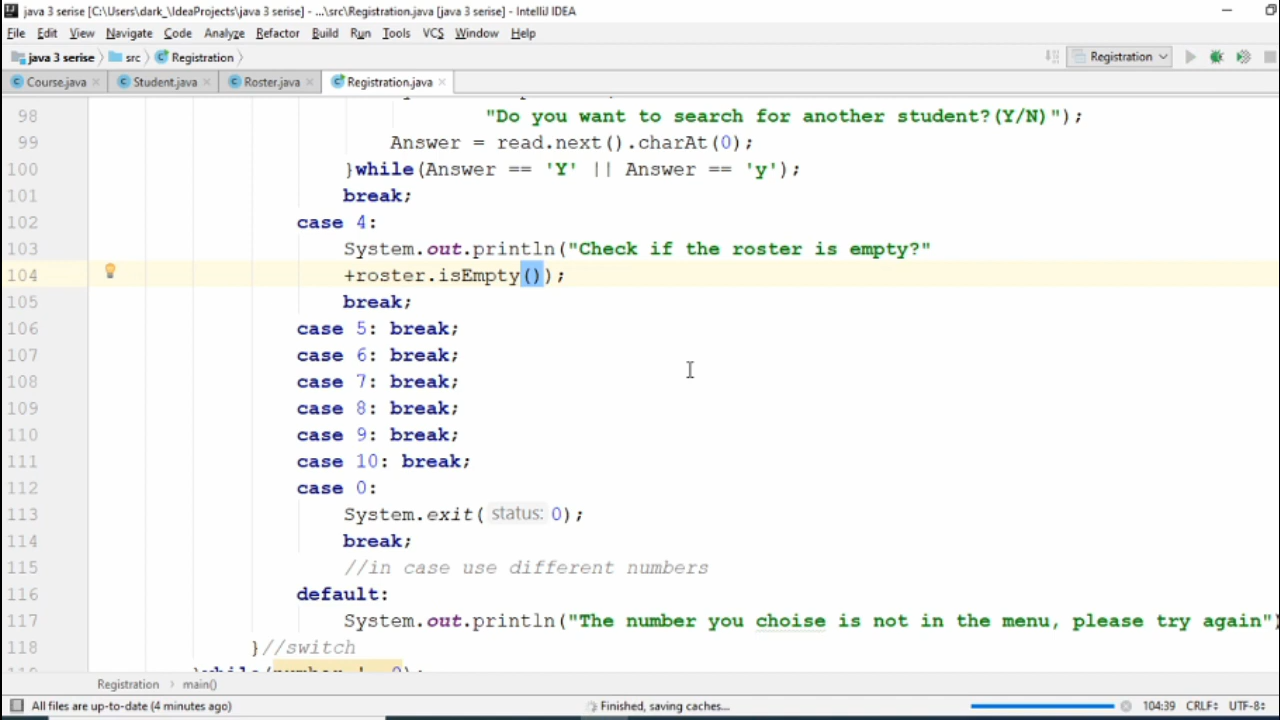 java 3 serise [C:\Users\dark_\IdeaProjects\java 3 serise] - ...\src\Registration.java [java 3 serise] - IntelliJ IDEA
File Edit View Navigate Code Analyze Refactor Build Run Tools VCS Window Help
java 3 serise src Registration Registration
Course.java Student.java Roster.java Registration.java
98 "Do you want to search for another student?(Y/N)");
99 Answer = read.next().charAt(0);
100 }while(Answer == 'Y' || Answer == 'y');
101 break;
102 case 4:
103 System.out.println("Check if the roster is empty?"
104 +roster.isEmpty());
105 break;
106 case 5: break;
107 case 6: break;
108 case 7: break;
109 case 8: break;
110 case 9: break;
111 case 10: break;
112 case 0:
113 System.exit( status: 0);
114 break;
115 //in case use different numbers
116 default:
117 System.out.println("The number you choise is not in the menu, please try again")
118 }//switch
Registration main()
All files are up-to-date (4 minutes ago) Finished, saving caches... 104:39 CRLF UTF-8